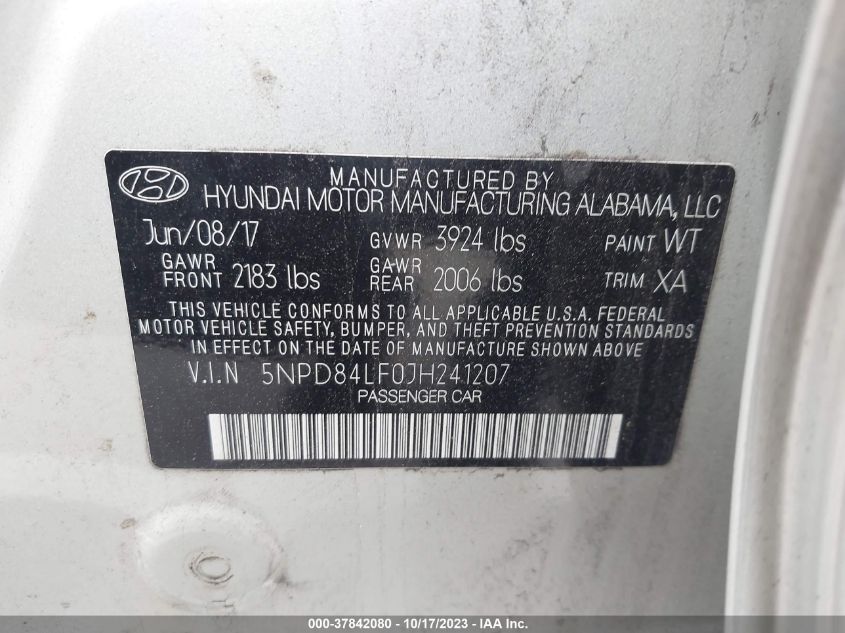 MANUFACTURED BY
HYUNDAI MOTOR MANUFACTURING ALABAMA, LLC
Jun/08/17 GVWR 3924 lbs PAINT WT
GAWR FRONT 2183 lbs GAWR REAR 2006 lbs TRIM XA
THIS VEHICLE CONFORMS TO ALL APPLICABLE U.S.A. FEDERAL
MOTOR VEHICLE SAFETY, BUMPER, AND THEFT PREVENTION STANDARDS
IN EFFECT ON THE DATE OF MANUFACTURE SHOWN ABOVE
V.I.N 5NPD84LF0JH241207
PASSENGER CAR
000-37842080 - 10/17/2023 - IAA Inc.